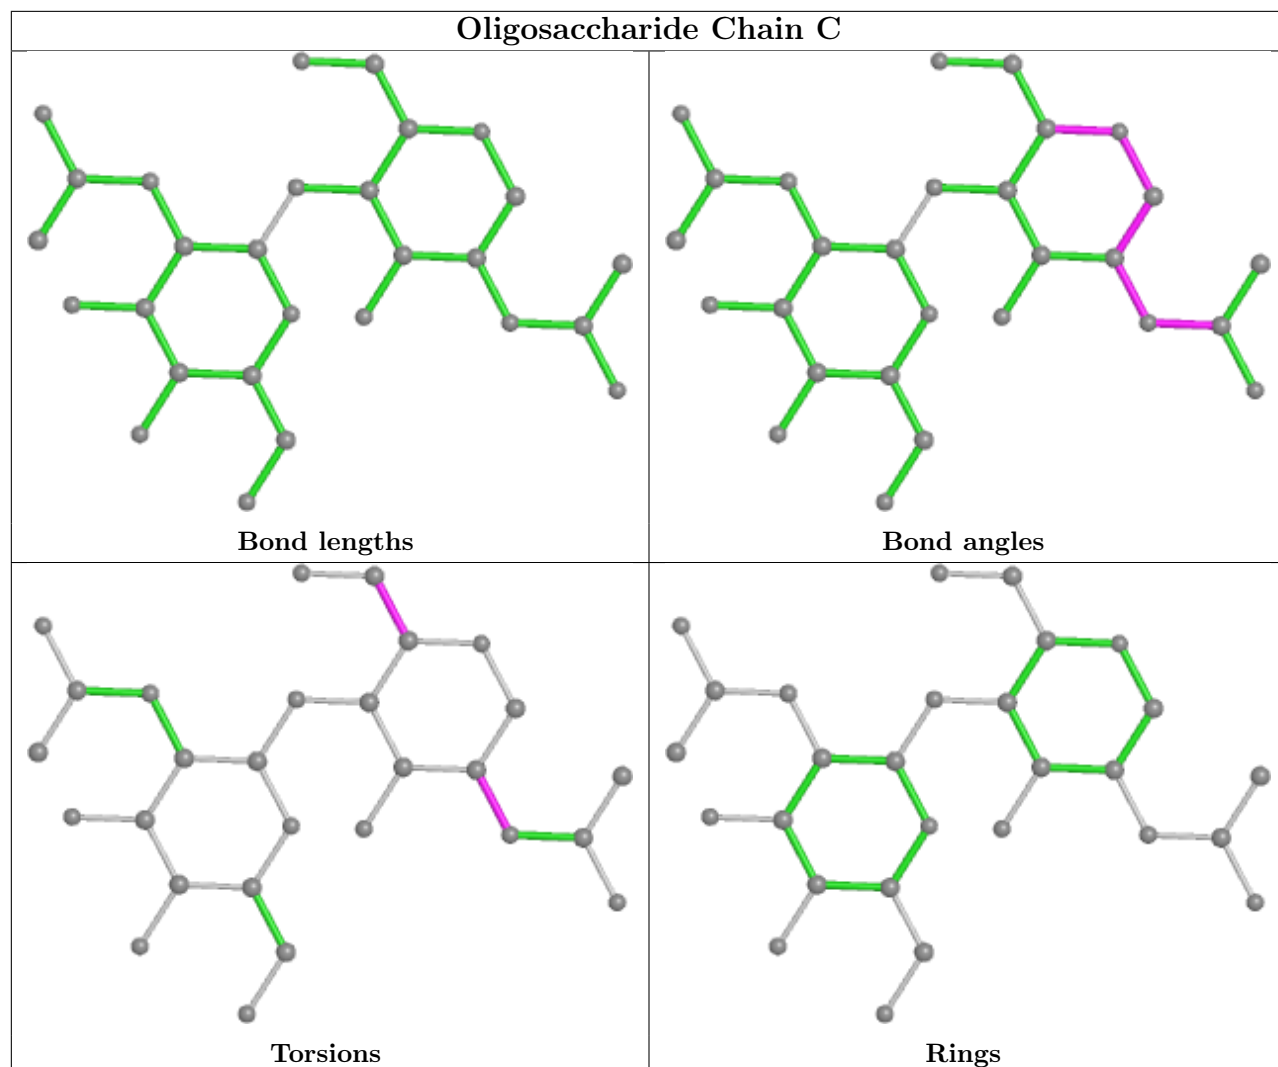 Oligosaccharide Chain C
Bond lengths
Bond angles
Torsions
Rings